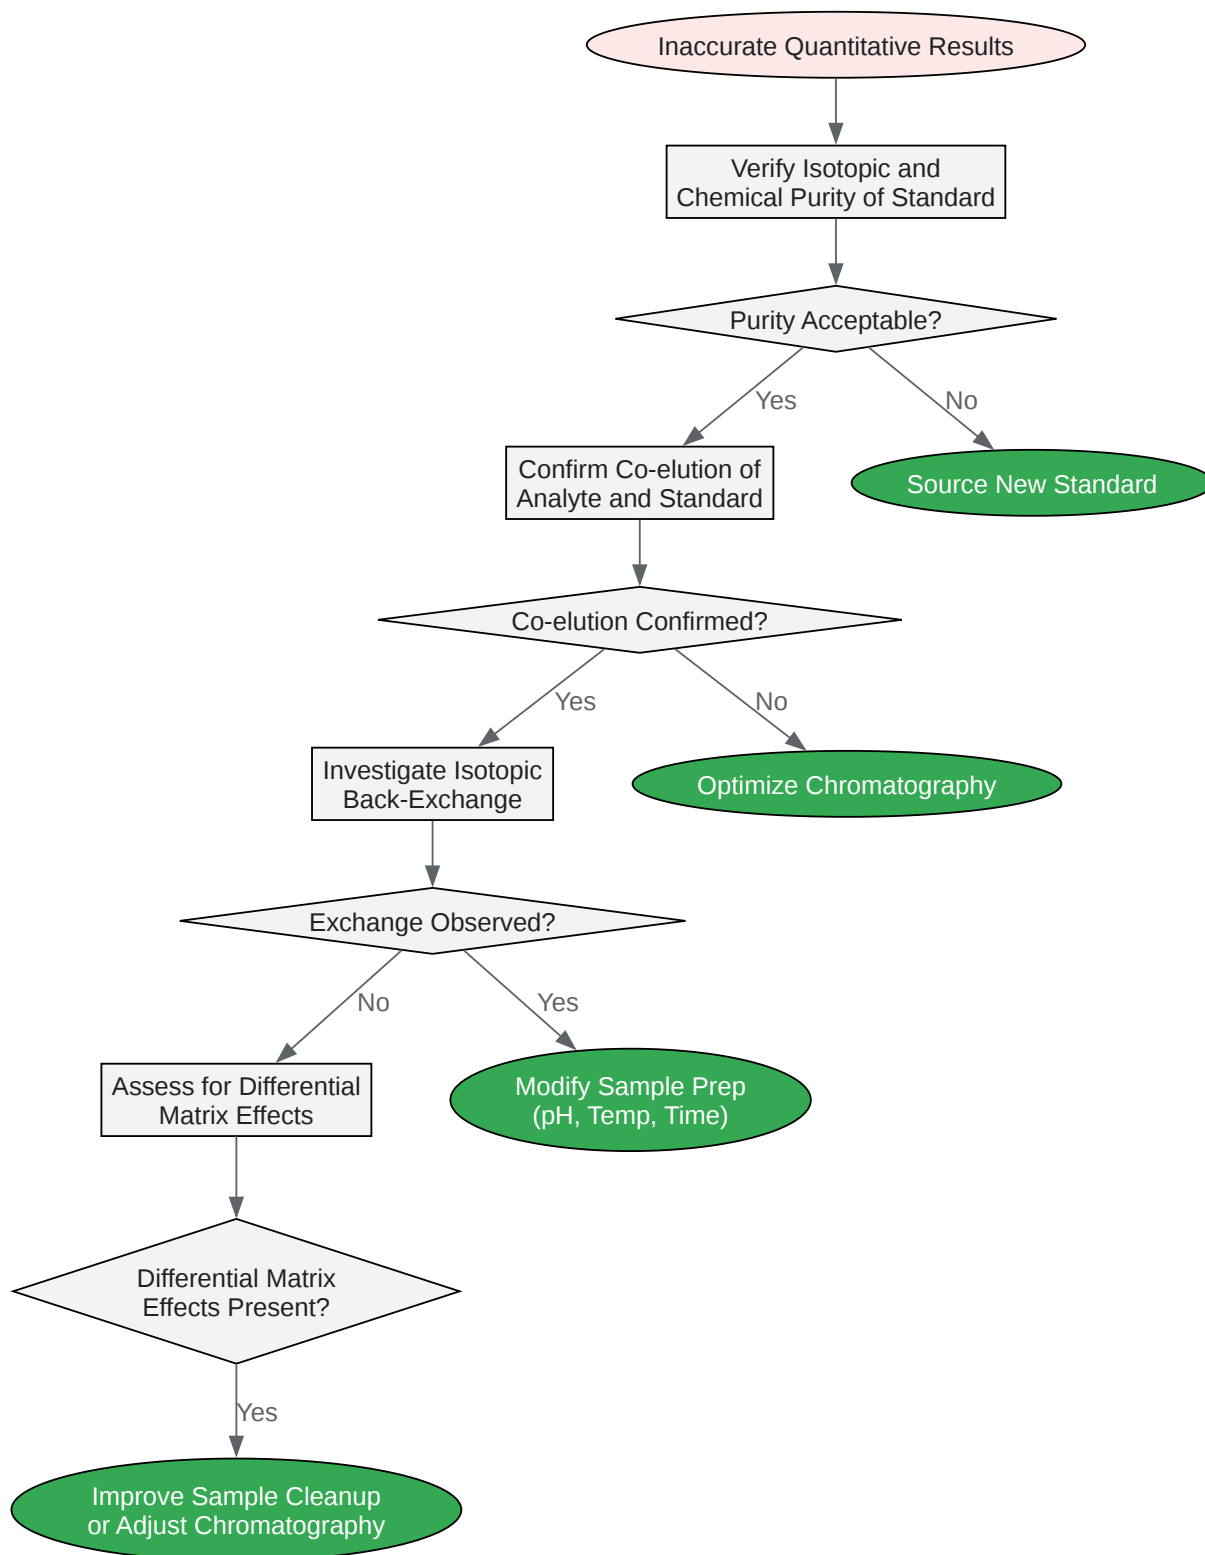 Inaccurate Quantitative Results
Verify Isotopic and
Chemical Purity of Standard
Purity Acceptable?
Yes
No
Confirm Co-elution of
Analyte and Standard
Source New Standard
Co-elution Confirmed?
Yes
No
Investigate Isotopic
Back-Exchange
Optimize Chromatography
Exchange Observed?
No
Yes
Assess for Differential
Matrix Effects
Modify Sample Prep
(pH, Temp, Time)
Differential Matrix
Effects Present?
Yes
Improve Sample Cleanup
or Adjust Chromatography